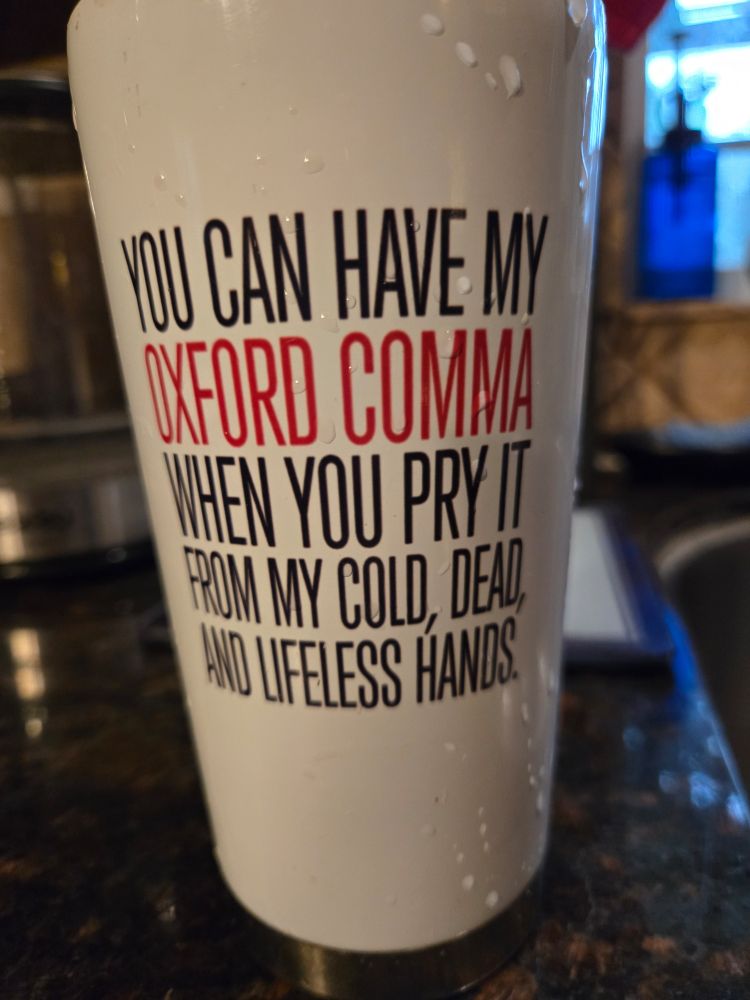 YOU CAN HAVE MY
OXFORD COMMA
WHEN YOU PRY IT
FROM MY COLD, DEAD,
AND LIFELESS HANDS.